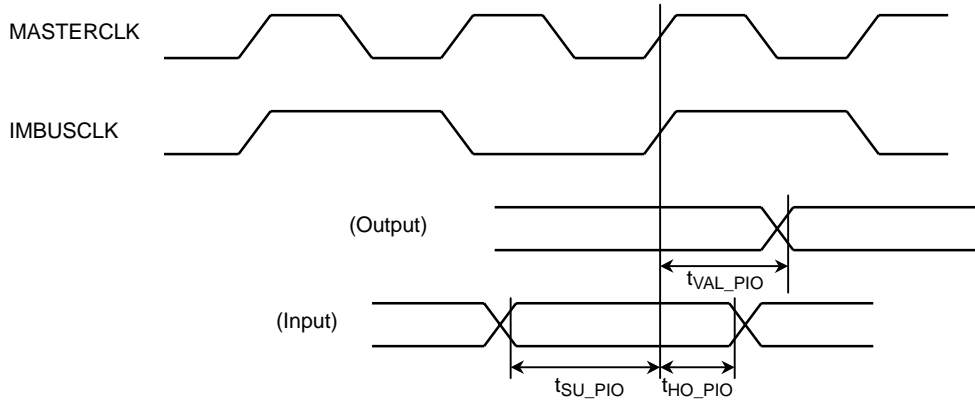 MASTERCLK
IMBUSCLK
(Output)
tVAL_PIO
(Input)
tSU_PIO
tHO_PIO